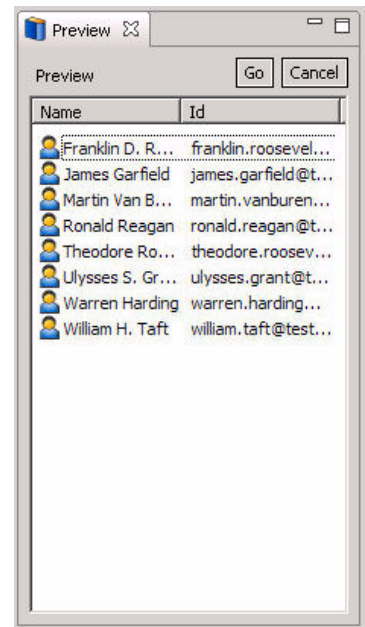 Preview
Preview Go Cancel
Name Id
Franklin D. R... franklin.roosevel...
James Garfield james.garfield@t...
Martin Van B... martin.vanburen...
Ronald Reagan ronald.reagan@t...
Theodore Ro... theodore.roosev...
Ulysses S. Gr... ulysses.grant@t...
Warren Harding warren.harding...
William H. Taft william.taft@test...